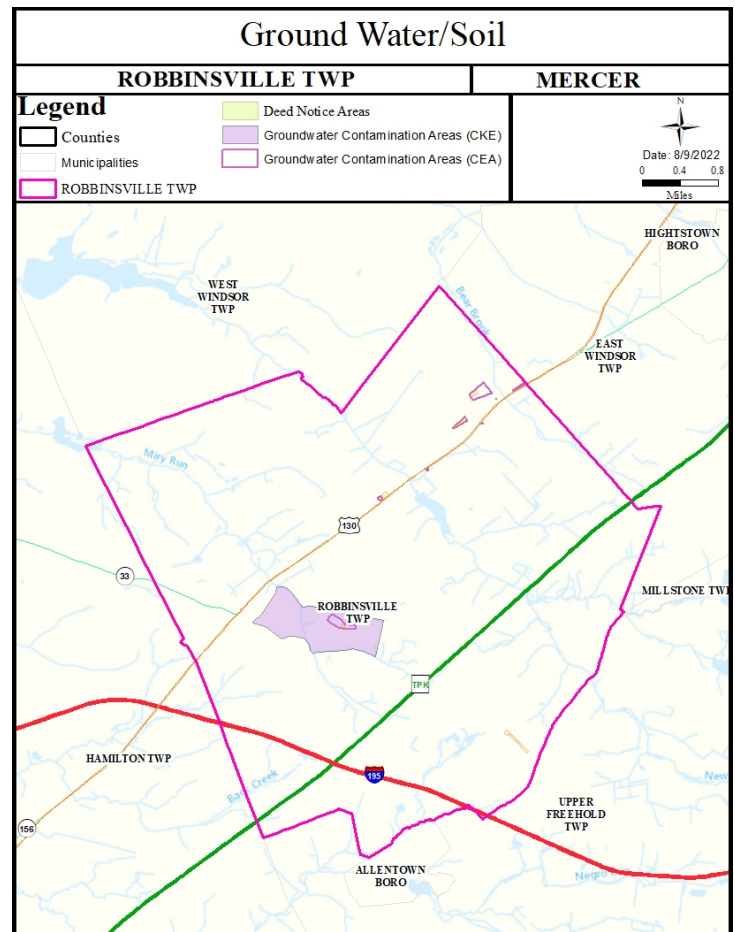 Ground Water/Soil
ROBBINSVILLE TWP
MERCER
Legend
Counties
Municipalities
ROBBINSVILLE TWP
Deed Notice Areas
Groundwater Contamination Areas (CKE)
Groundwater Contamination Areas (CEA)
N
Date: 8/9/2022
0 0.4 0.8
Miles
HIGHTSTOWN
BORO
WEST
WINDSOR
TWP
Bear Brook
EAST
WINDSOR
TWP
Miry Run
130
33
ROBBINSVILLE
TWP
MILLSTONE TWP
TPK
HAMILTON TWP
195
Back Creek
156
UPPER
FREEHOLD
TWP
New
ALLENTOWN
BORO
Negro